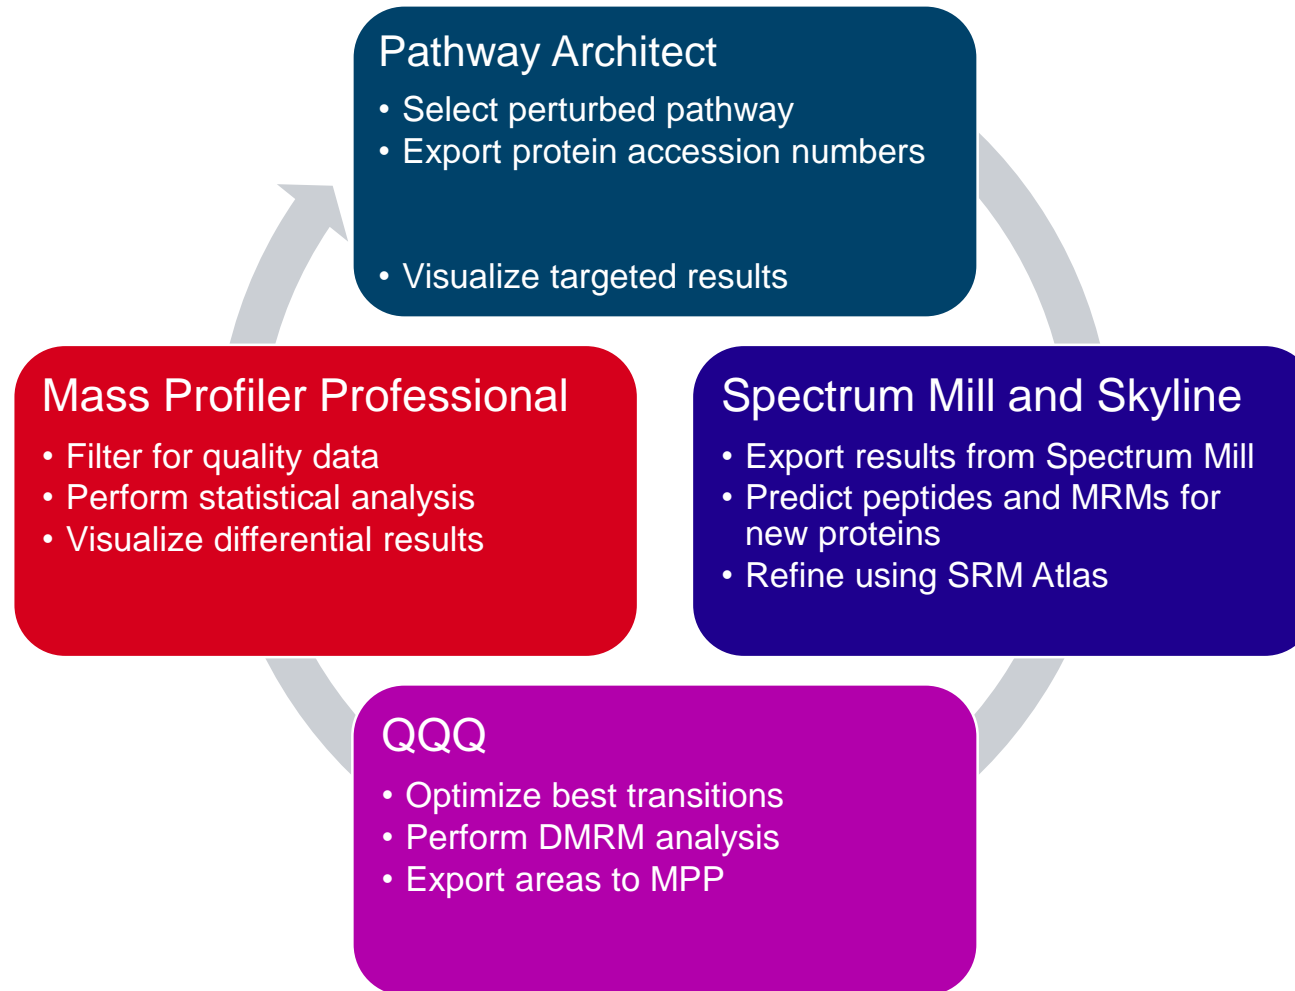 Pathway Architect
• Select perturbed pathway
• Export protein accession numbers
• Visualize targeted results
Mass Profiler Professional
• Filter for quality data
• Perform statistical analysis
• Visualize differential results
Spectrum Mill and Skyline
• Export results from Spectrum Mill
• Predict peptides and MRMs for
new proteins
• Refine using SRM Atlas
QQQ
• Optimize best transitions
• Perform DMRM analysis
• Export areas to MPP